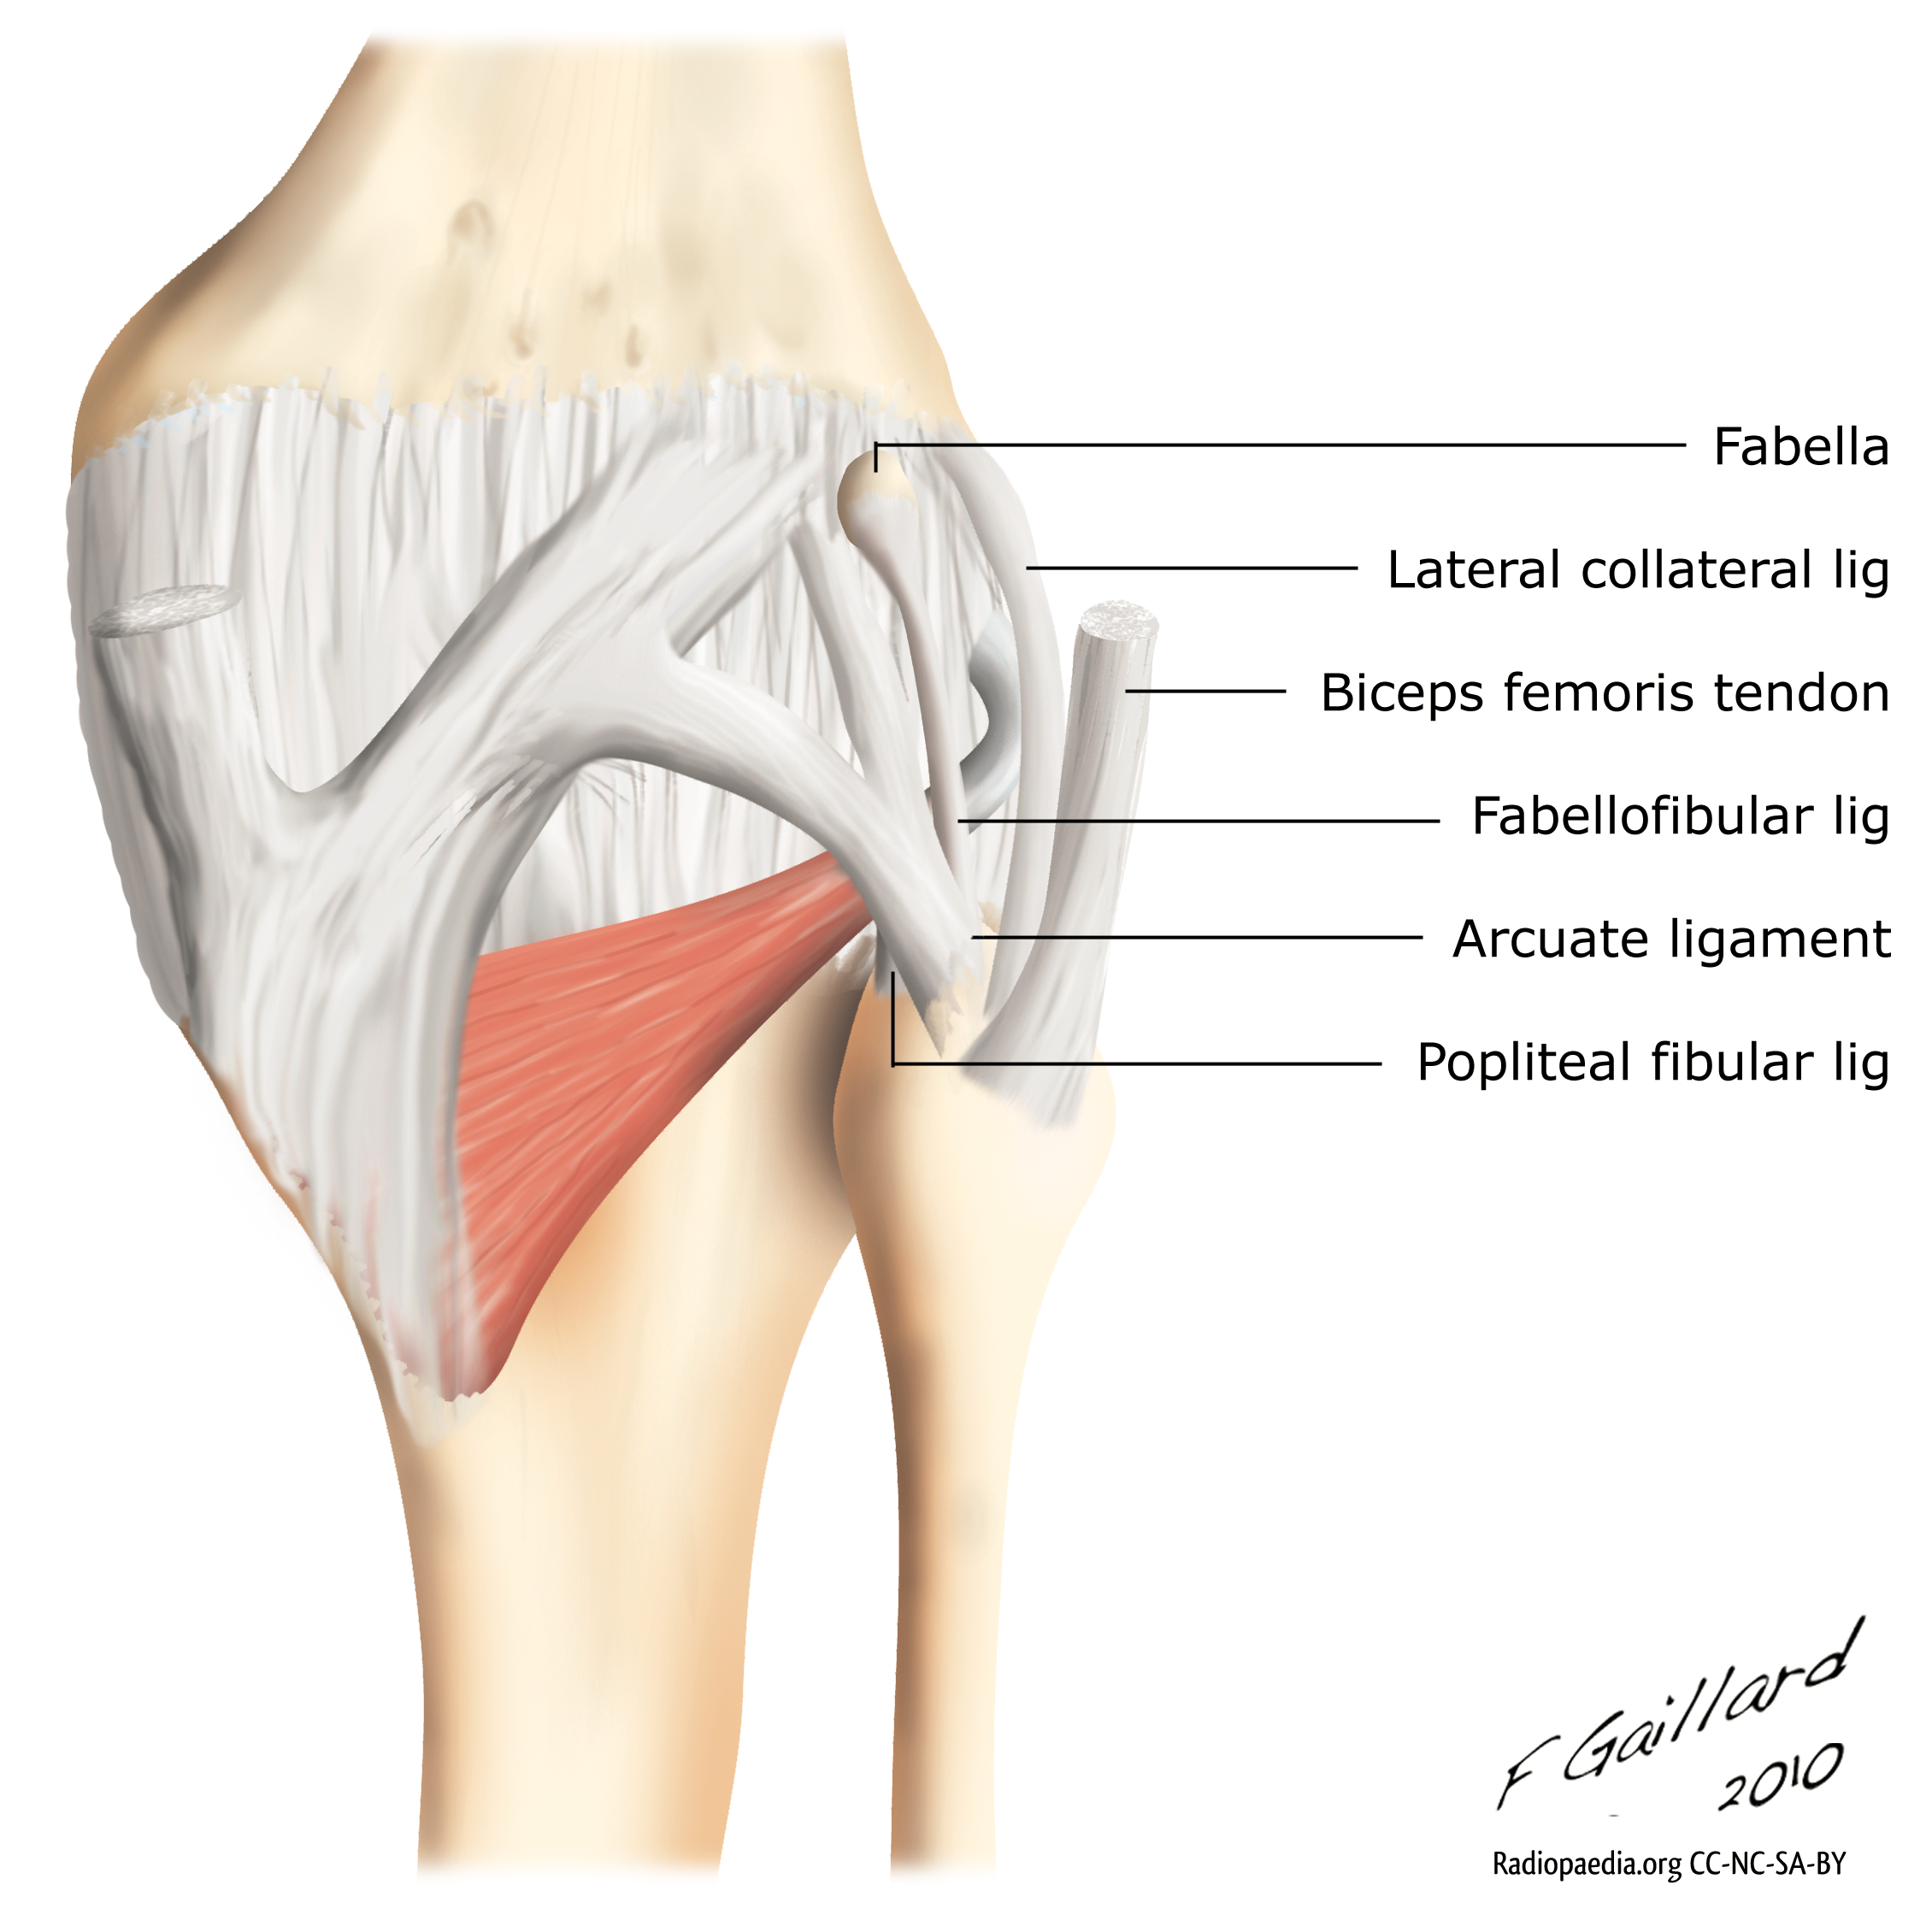 Fabella
Lateral collateral lig
Biceps femoris tendon
Fabellofibular lig
Arcuate ligament
Popliteal fibular lig
F Gaillard
2010
Radiopaedia.org CC-NC-SA-BY